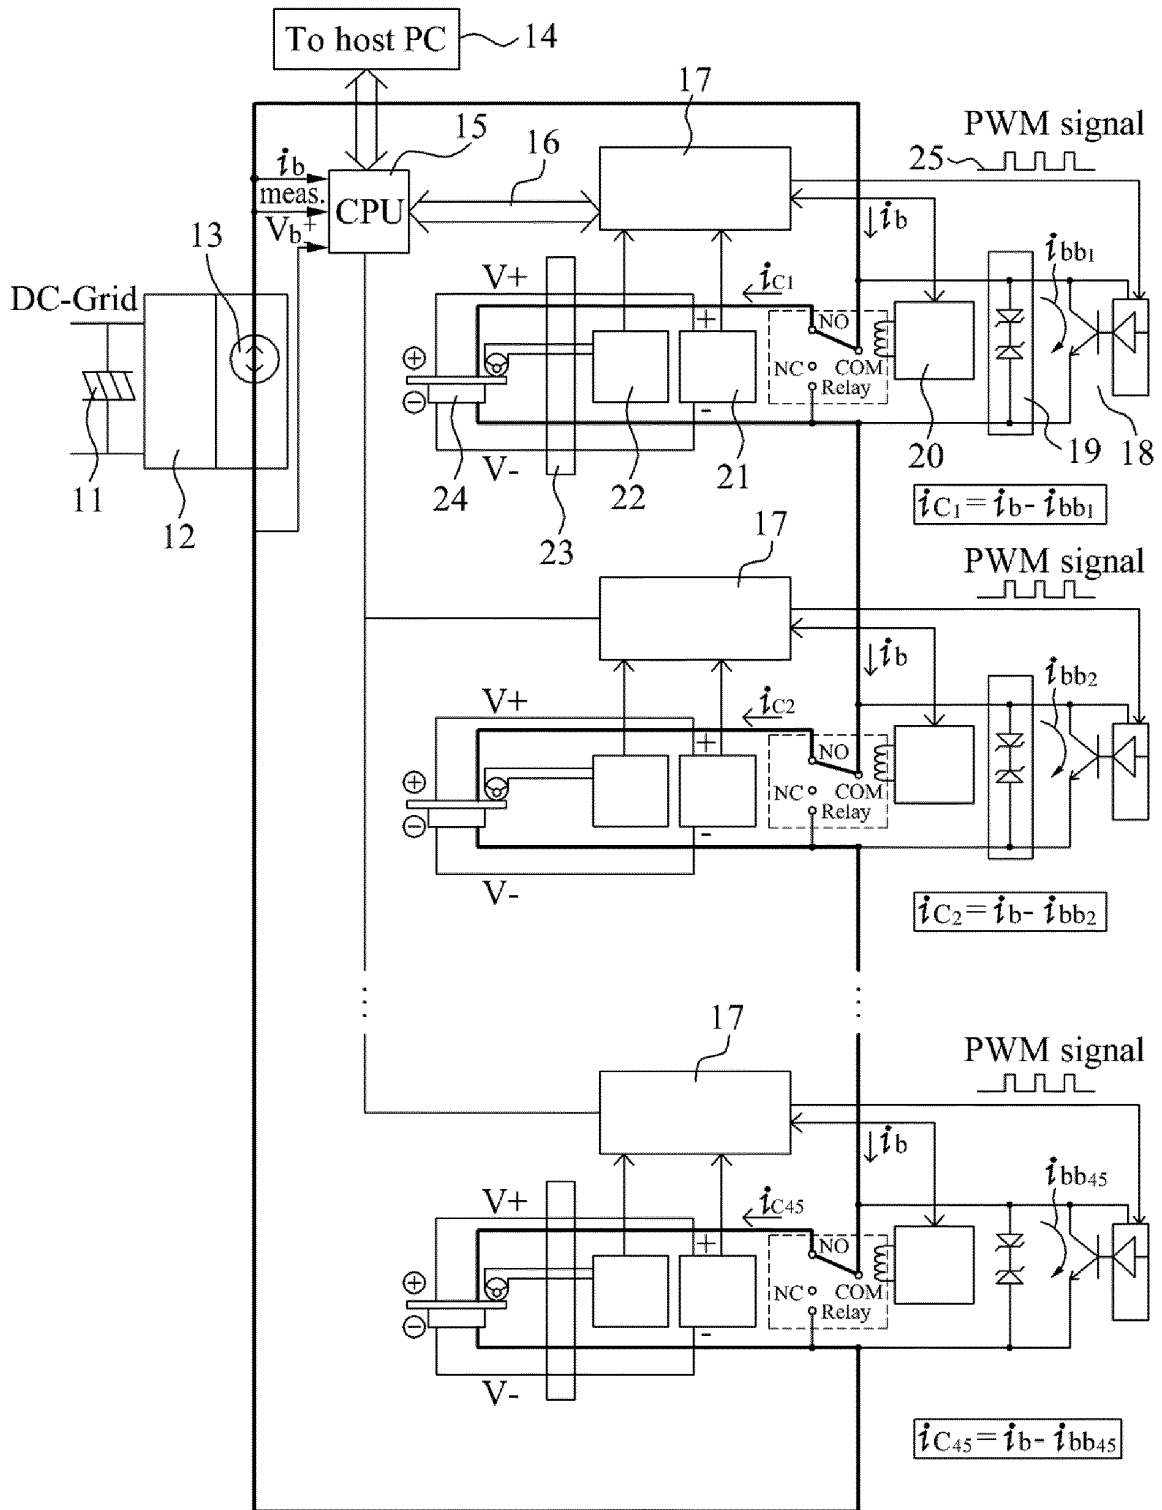 To host PC
14
17
15
16
PWM signal
25
ib
meas.
Vb+
CPU
13
ib
ibb1
DC-Grid
V+
iC1
+
NO
NC
COM
Relay
⊕
⊖
-
V-
11
12
24
23
22
21
20
19
18
iC1=ib-ibb1
17
PWM signal
ib
ibb2
V+
iC2
+
NO
NC
COM
Relay
⊕
⊖
-
V-
iC2=ib-ibb2
17
PWM signal
ib
ibb45
V+
iC45
+
NO
NC
COM
Relay
⊕
⊖
-
V-
iC45=ib-ibb45